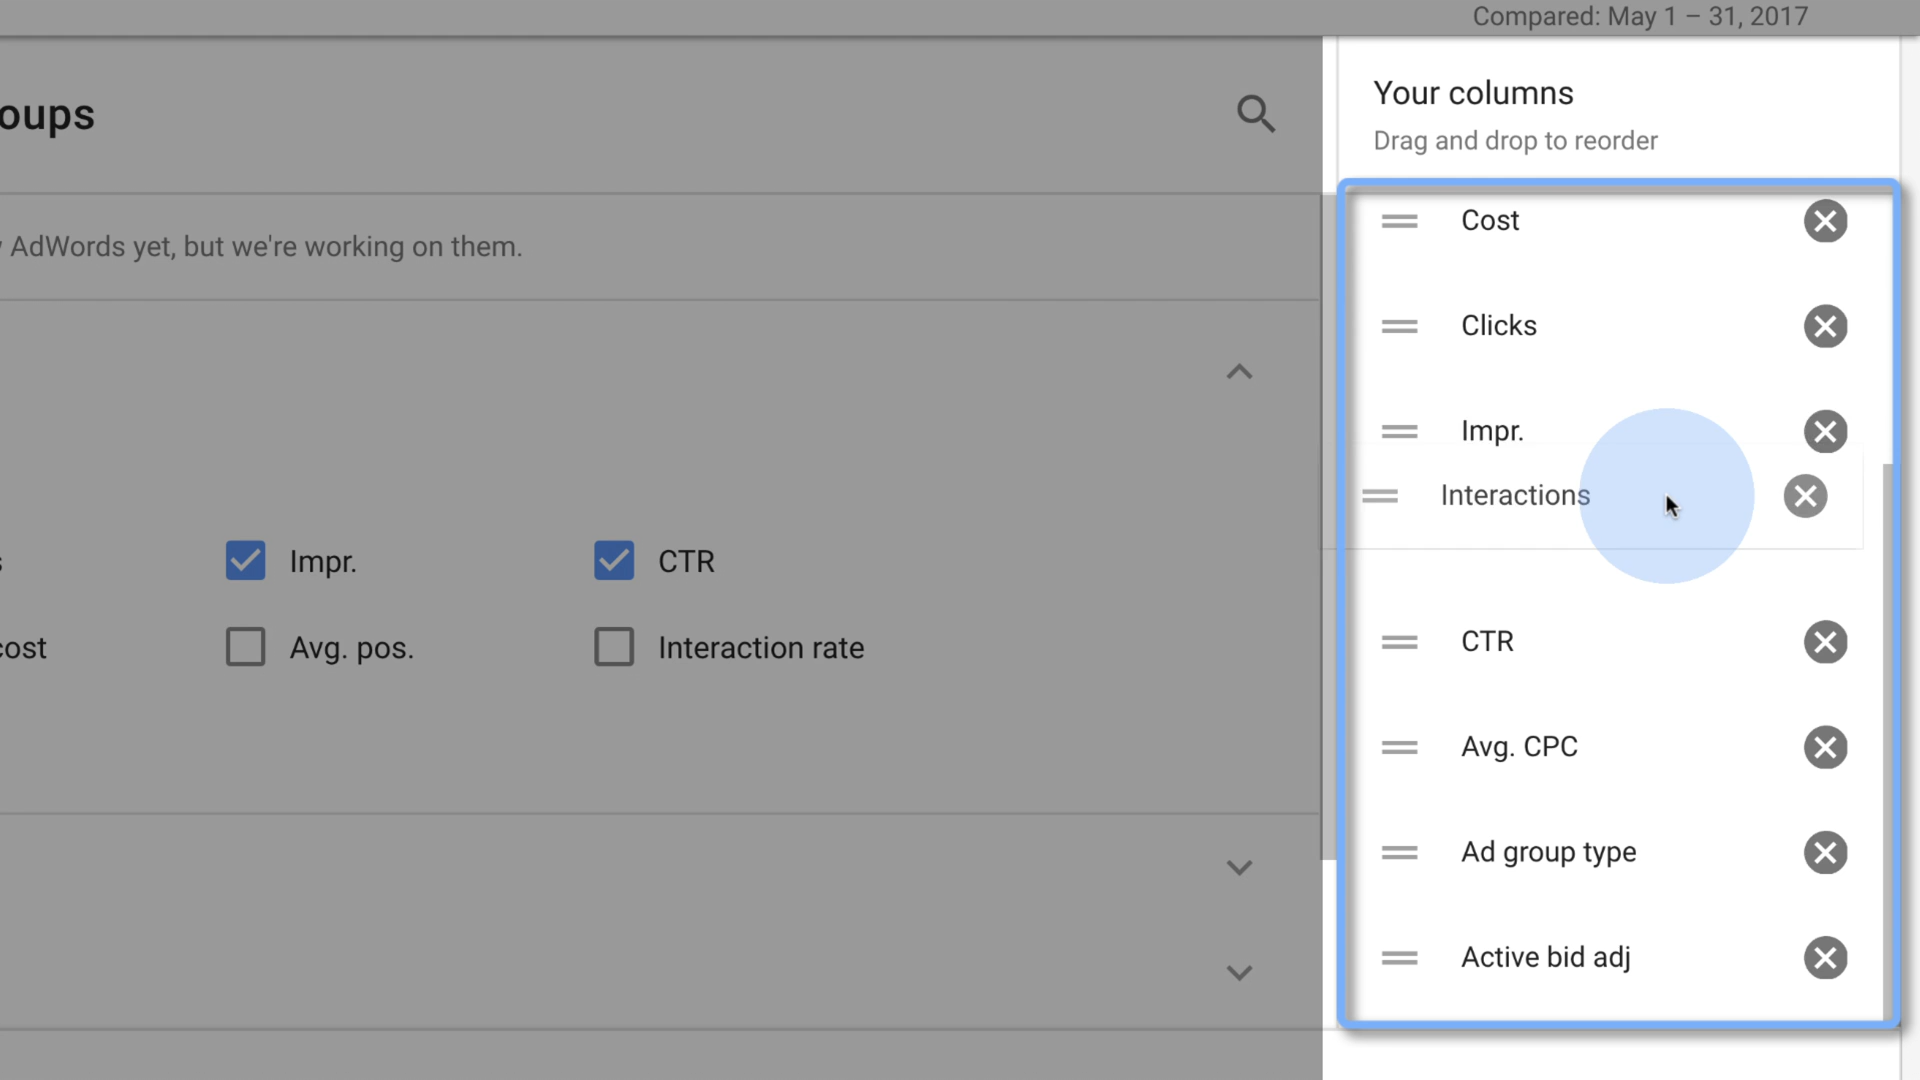 Compared: May 1 – 31, 2017
oups
Your columns
Drag and drop to reorder
AdWords yet, but we're working on them.
Cost
Clicks
Impr.
Interactions
Impr.
CTR
cost
Avg. pos.
Interaction rate
CTR
Avg. CPC
Ad group type
Active bid adj